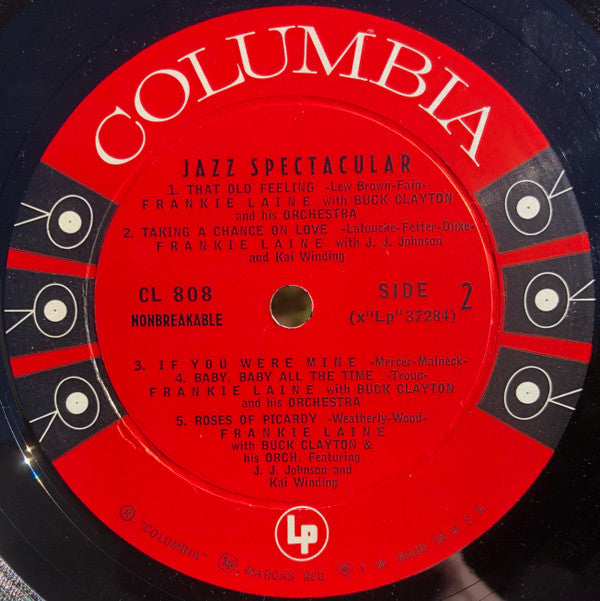 COLUMBIA
JAZZ SPECTACULAR
1. THAT OLD FEELING -Lew Brown-Fain-
FRANKIE LAINE with BUCK CLAYTON
and his ORCHESTRA
2. TAKING A CHANCE ON LOVE -Latouche-Fetter-Duke-
FRANKIE LAINE with J. J. Johnson
and Kai Winding
CL 808
NONBREAKABLE
SIDE 2
(x"Lp"37284)
3. IF YOU WERE MINE -Mercer-Malneck-
4. BABY, BABY ALL THE TIME -Troup-
FRANKIE LAINE with BUCK CLAYTON
and his ORCHESTRA
5. ROSES OF PICARDY -Weatherly-Wood-
FRANKIE LAINE
with BUCK CLAYTON &
his ORCH. Featuring
J. J. Johnson and
Kai Winding
Lp
® "COLUMBIA" Lp MARCAS REG. T.M. MADE IN U.S.A.